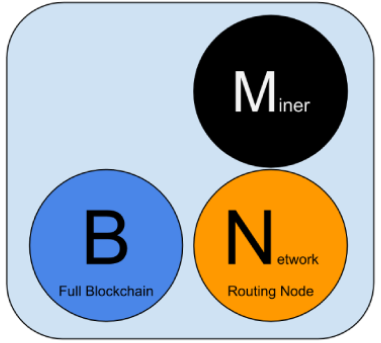 Miner
B
Full Blockchain
Network
Routing Node